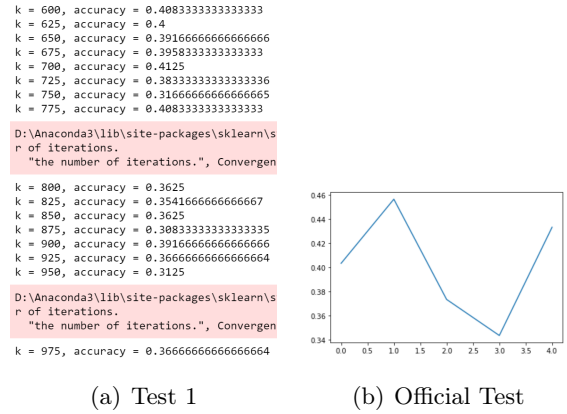 k = 600, accuracy = 0.4083333333333333
k = 625, accuracy = 0.4
k = 650, accuracy = 0.39166666666666666
k = 675, accuracy = 0.3958333333333333
k = 700, accuracy = 0.4125
k = 725, accuracy = 0.38333333333333336
k = 750, accuracy = 0.31666666666666665
k = 775, accuracy = 0.4083333333333333
D:\Anaconda3\lib\site-packages\sklearn\s
r of iterations.
"the number of iterations.", Convergen
k = 800, accuracy = 0.3625
k = 825, accuracy = 0.3541666666666667
k = 850, accuracy = 0.3625
k = 875, accuracy = 0.30833333333333335
k = 900, accuracy = 0.39166666666666666
k = 925, accuracy = 0.36666666666666664
k = 950, accuracy = 0.3125
D:\Anaconda3\lib\site-packages\sklearn\s
r of iterations.
"the number of iterations.", Convergen
k = 975, accuracy = 0.36666666666666664
(a) Test 1
0.46
0.44
0.42
0.40
0.38
0.36
0.34
0.0 0.5 1.0 1.5 2.0 2.5 3.0 3.5 4.0
(b) Official Test